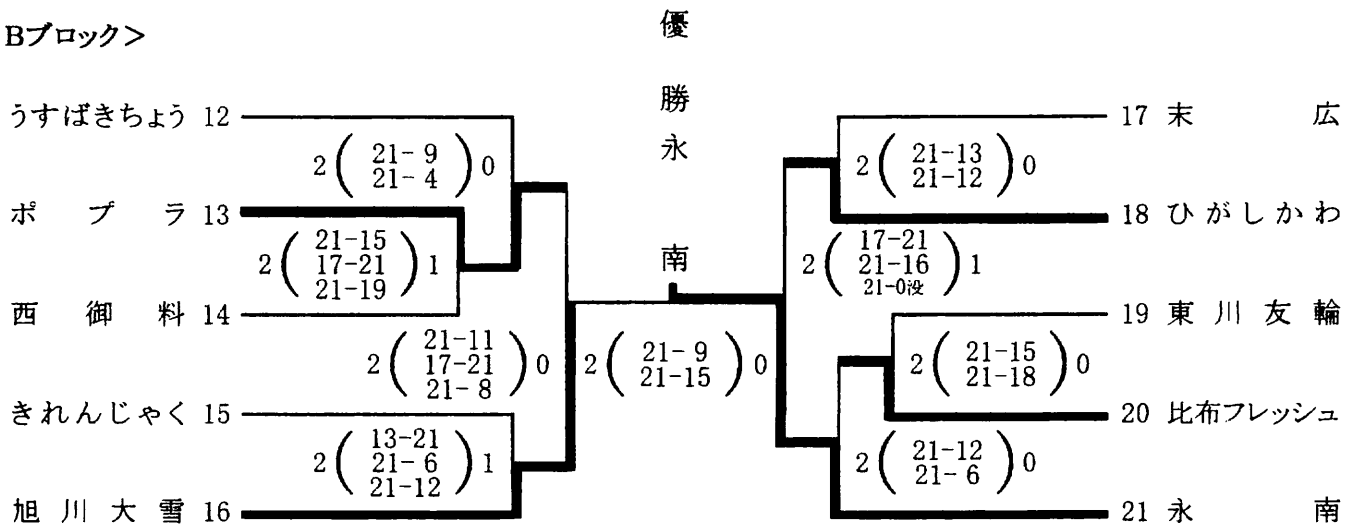 Bブロック>
優
勝
永
南
うすばきちょう 12
2 ( 21- 9 ) 0
21- 4
ポプラ 13
2 ( 21-15 ) 1
17-21
21-19
西御料 14
2 ( 21-11 ) 0
17-21
21- 8
きれんじゃく 15
2 ( 13-21 ) 1
21- 6
21-12
旭川大雪 16
2 ( 21- 9 ) 0
21-15
17 末広
2 ( 21-13 ) 0
21-12
18 ひがしかわ
2 ( 17-21 ) 1
21-16
21-0没
19 東川友輪
2 ( 21-15 ) 0
21-18
20 比布フレッシュ
2 ( 21-12 ) 0
21- 6
21 永南